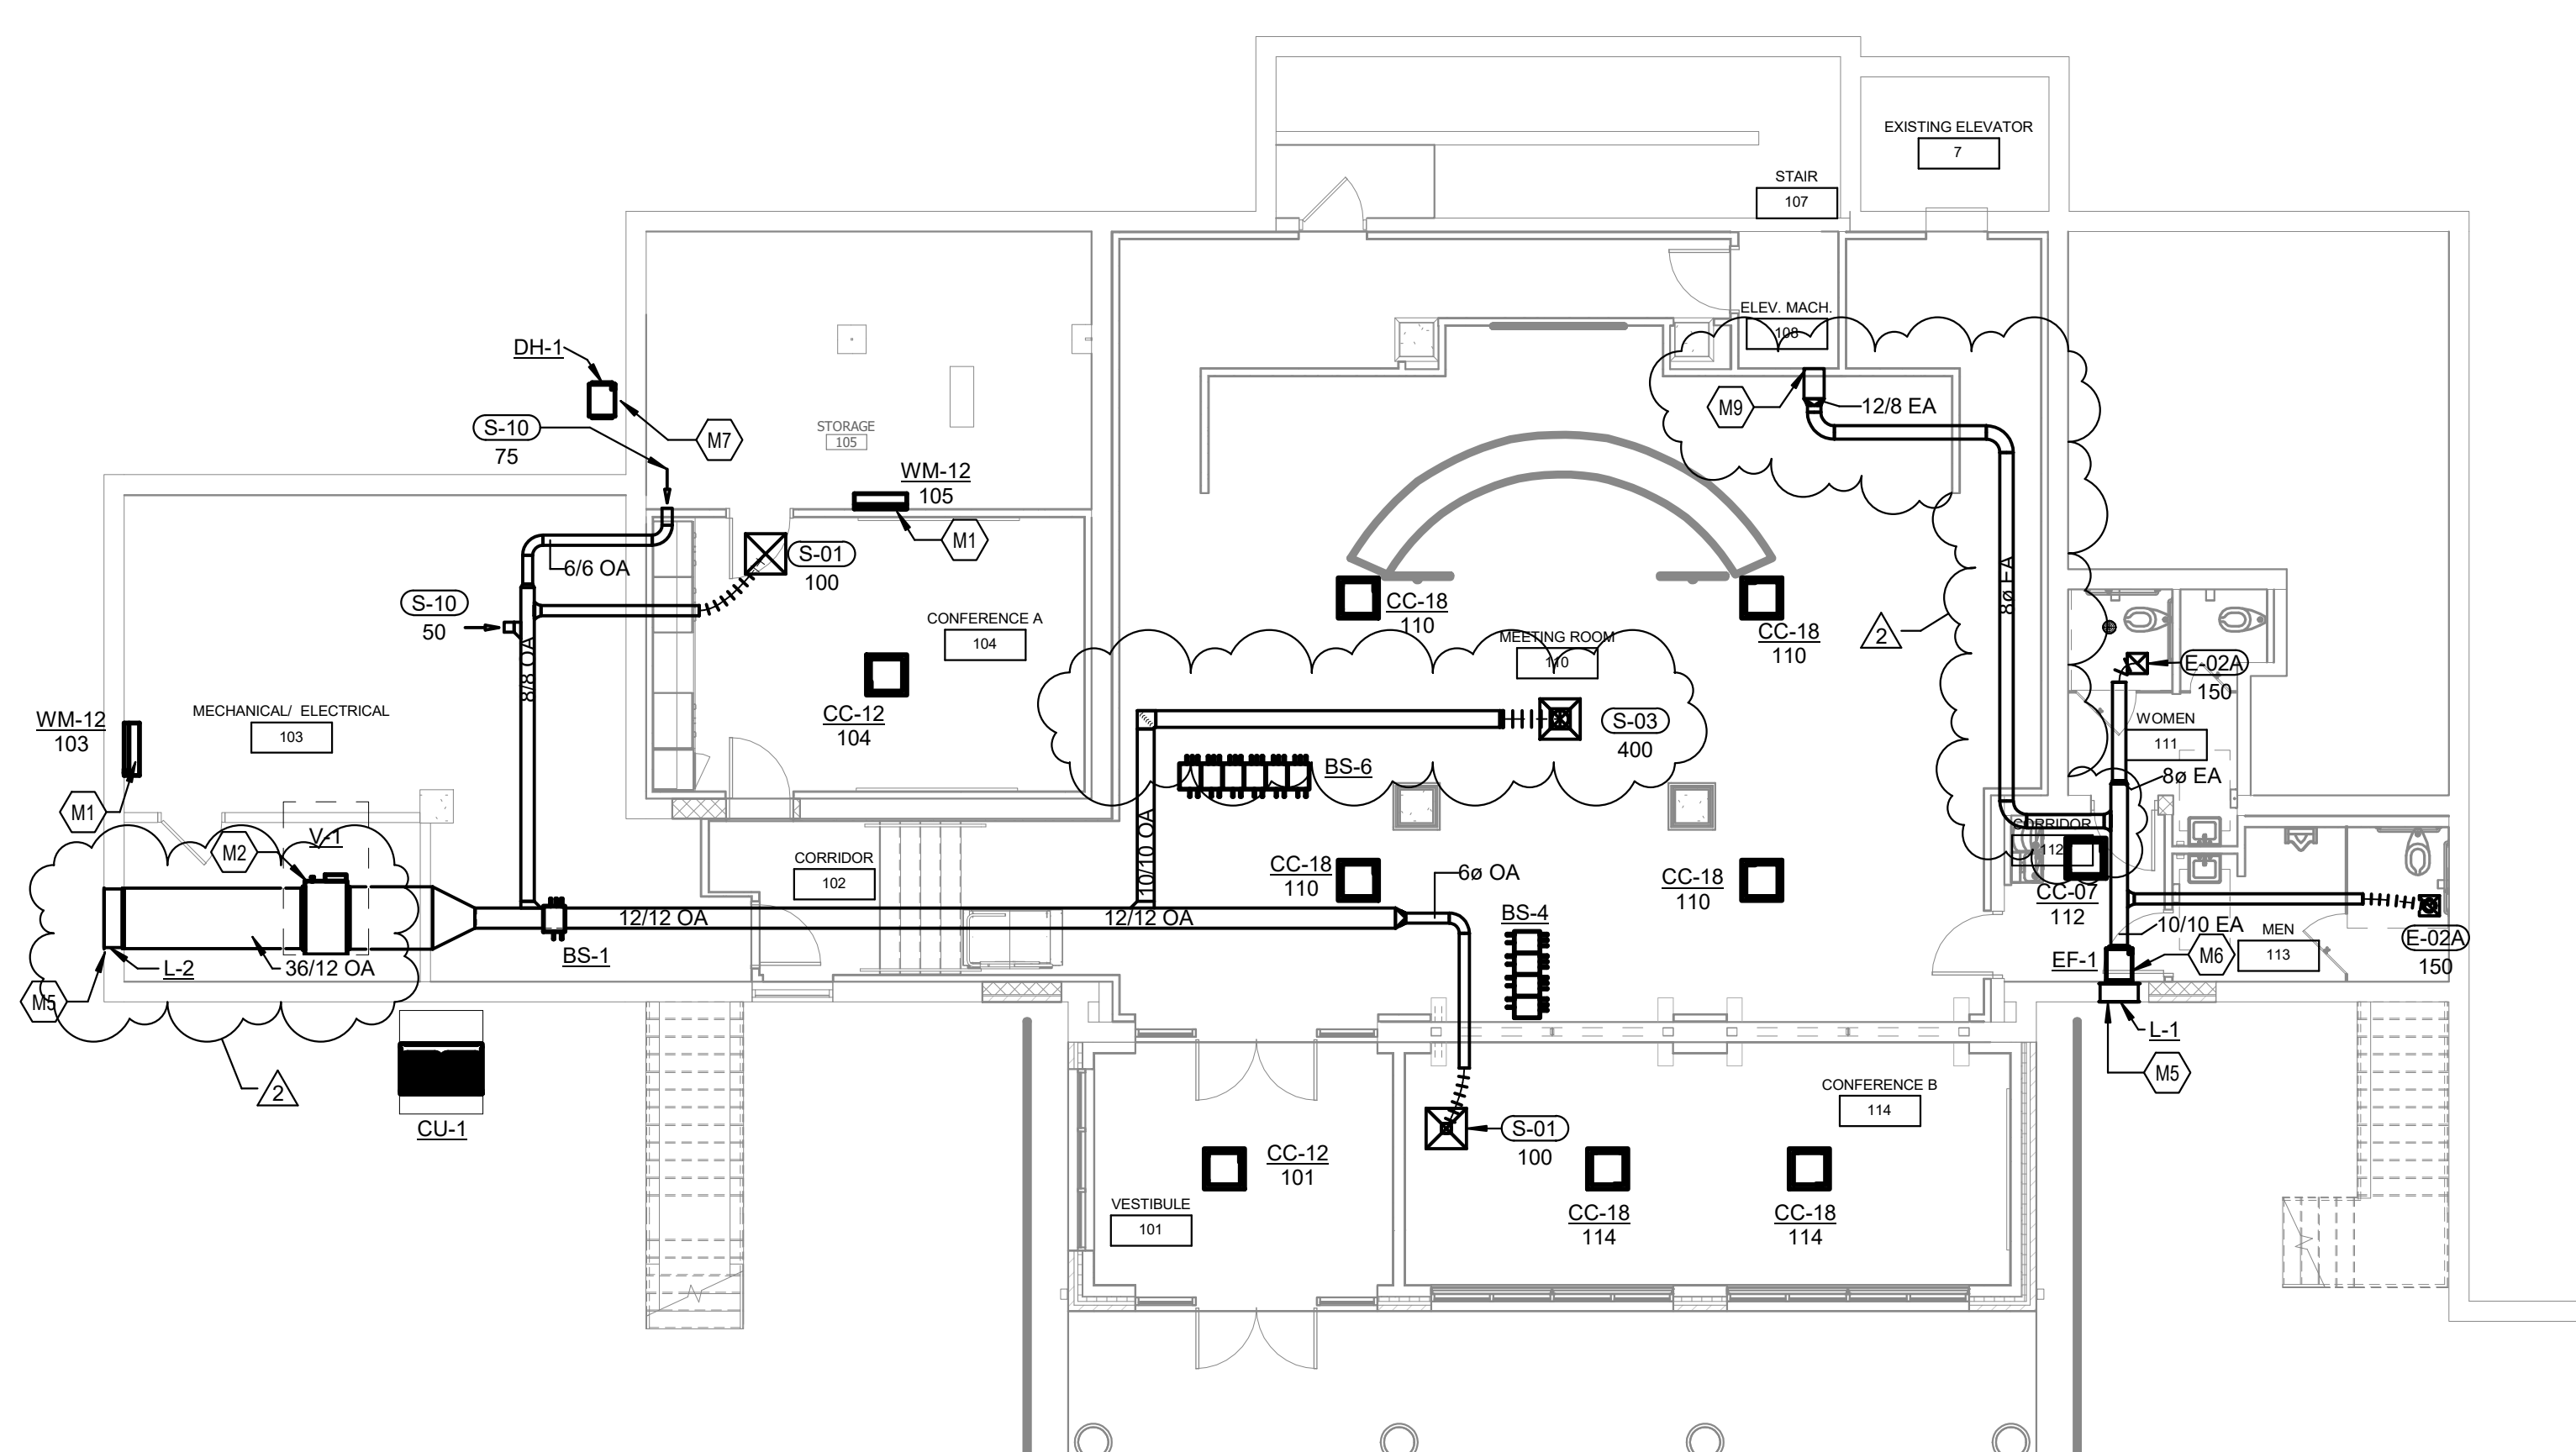 EXISTING ELEVATOR
7
STAIR
107
ELEV. MACH.
108
DH-1
S-10
75
M7
STORAGE
105
WM-12
105
M1
M9
12/8 EA
6/6 OA
S-01
100
S-10
50
8/8 OA
CONFERENCE A
104
CC-12
104
CC-18
110
CC-18
110
MEETING ROOM
110
S-03
400
BS-6
2
8ø EA
E-02A
150
WOMEN
111
8ø EA
MECHANICAL/ ELECTRICAL
103
WM-12
103
M1
M2
V-1
CORRIDOR
102
10/10 OA
CC-18
110
6ø OA
CC-18
110
BS-4
CORRIDOR
112
CC-07
112
10/10 EA
MEN
113
E-02A
150
12/12 OA
12/12 OA
BS-1
36/12 OA
L-2
M5
EF-1
M6
L-1
M5
2
CU-1
CONFERENCE B
114
S-01
100
CC-12
101
VESTIBULE
101
CC-18
114
CC-18
114